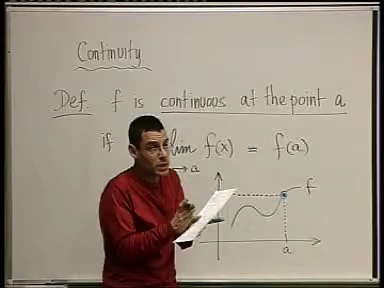 Continuity
Def. f is continuous at the point a
if lim f(x) = f(a)
→a
f
a